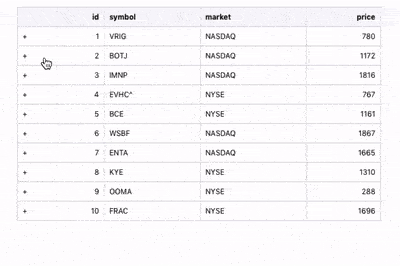 id symbol market price
+ 1 VRIG NASDAQ 780
+ 2 BOTJ NASDAQ 1172
+ 3 IMNP NASDAQ 1816
+ 4 EVHC^ NYSE 767
+ 5 BCE NYSE 1161
+ 6 WSBF NASDAQ 1867
+ 7 ENTA NASDAQ 1665
+ 8 KYE NYSE 1310
+ 9 OOMA NYSE 288
+ 10 FRAC NYSE 1696